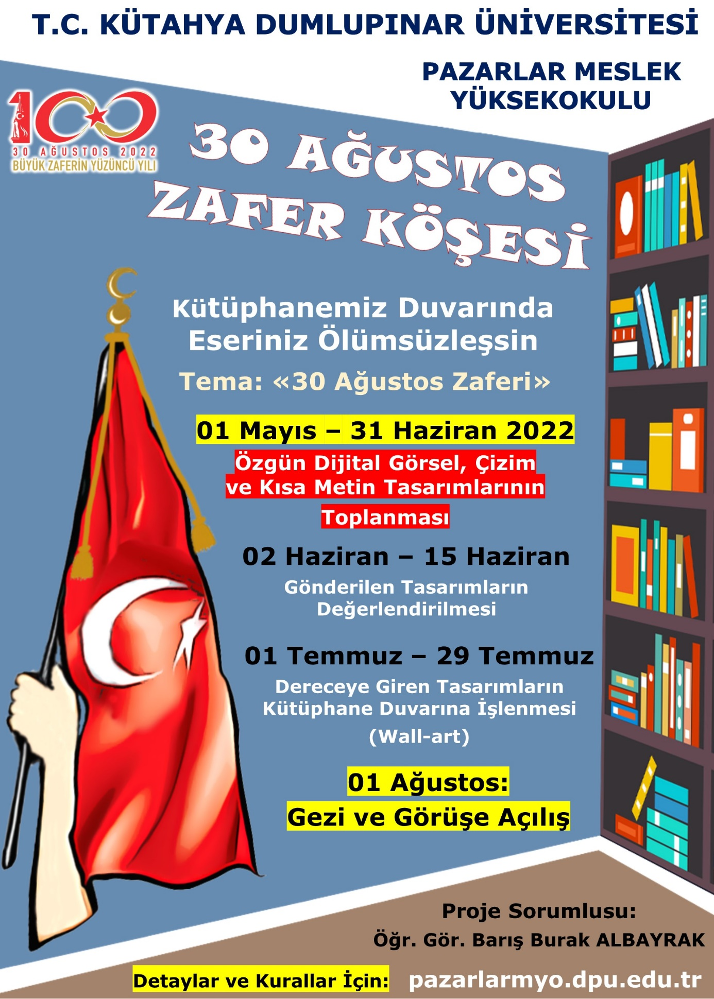 T.C. KÜTAHYA DUMLUPINAR ÜNİVERSİTESİ
PAZARLAR MESLEK
YÜKSEKOKULU
100
30 AĞUSTOS 2022
BÜYÜK ZAFERİN YÜZÜNCÜ YILI
30 AĞUSTOS
ZAFER KÖŞESİ
Kütüphanemiz Duvarında
Eseriniz Ölümsüzleşsin
Tema: «30 Ağustos Zaferi»
01 Mayıs – 31 Haziran 2022
Özgün Dijital Görsel, Çizim
ve Kısa Metin Tasarımlarının
Toplanması
02 Haziran – 15 Haziran
Gönderilen Tasarımların
Değerlendirilmesi
01 Temmuz – 29 Temmuz
Dereceye Giren Tasarımların
Kütüphane Duvarına İşlenmesi
(Wall-art)
01 Ağustos:
Gezi ve Görüşe Açılış
Proje Sorumlusu:
Öğr. Gör. Barış Burak ALBAYRAK
Detaylar ve Kurallar İçin: pazarlarmyo.dpu.edu.tr